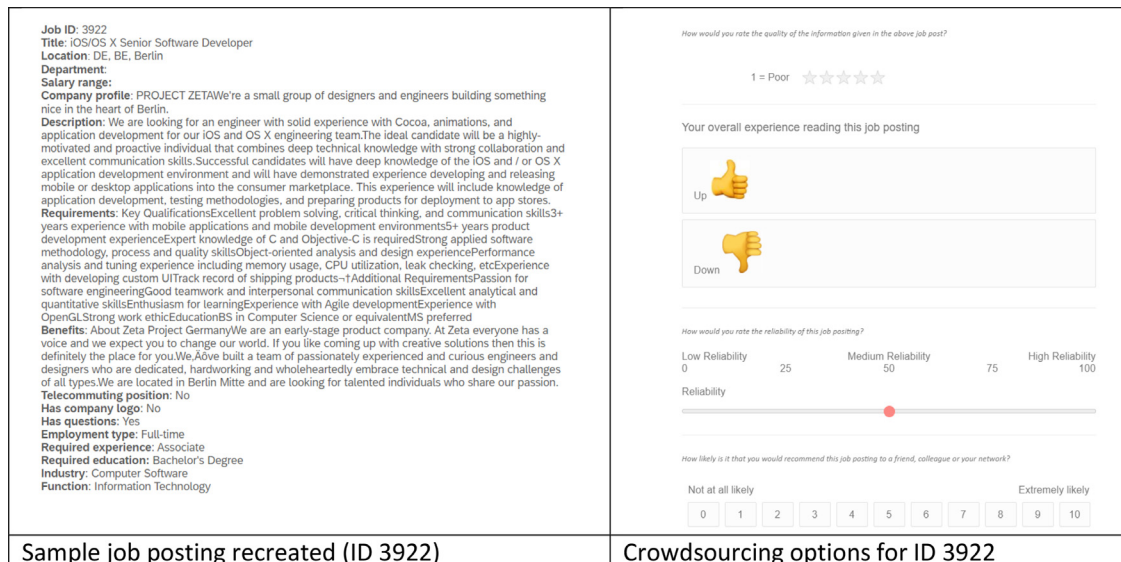 Job ID: 3922
Title: iOS/OS X Senior Software Developer
Location: DE, BE, Berlin
Department:
Salary range:
Company profile: PROJECT ZETAWe're a small group of designers and engineers building something
nice in the heart of Berlin.
Description: We are looking for an engineer with solid experience with Cocoa, animations, and
application development for our iOS and OS X engineering team.The ideal candidate will be a highly-
motivated and proactive individual that combines deep technical knowledge with strong collaboration and
excellent communication skills.Successful candidates will have deep knowledge of the iOS and / or OS X
application development environment and will have demonstrated experience developing and releasing
mobile or desktop applications into the consumer marketplace. This experience will include knowledge of
application development, testing methodologies, and preparing products for deployment to app stores.
Requirements: Key QualificationsExcellent problem solving, critical thinking, and communication skills3+
years experience with mobile applications and mobile development environments5+ years product
development experienceExpert knowledge of C and Objective-C is requiredStrong applied software
methodology, process and quality skillsObject-oriented analysis and design experiencePerformance
analysis and tuning experience including memory usage, CPU utilization, leak checking, etcExperience
with developing custom UITrack record of shipping products¬†Additional RequirementsPassion for
software engineeringGood teamwork and interpersonal communication skillsExcellent analytical and
quantitative skillsEnthusiasm for learningExperience with Agile developmentExperience with
OpenGLStrong work ethicEducationBS in Computer Science or equivalentMS preferred
Benefits: About Zeta Project GermanyWe are an early-stage product company. At Zeta everyone has a
voice and we expect you to change our world. If you like coming up with creative solutions then this is
definitely the place for you.We‚Äôve built a team of passionately experienced and curious engineers and
designers who are dedicated, hardworking and wholeheartedly embrace technical and design challenges
of all types.We are located in Berlin Mitte and are looking for talented individuals who share our passion.
Telecommuting position: No
Has company logo: No
Has questions: Yes
Employment type: Full-time
Required experience: Associate
Required education: Bachelor's Degree
Industry: Computer Software
Function: Information Technology
Sample job posting recreated (ID 3922)
How would you rate the quality of the information given in the above job post?
1 = Poor
Your overall experience reading this job posting
Up
Down
How would you rate the reliability of this job posiitng?
Low Reliability Medium Reliability High Reliability
0 25 50 75 100
Reliability
How likely is it that you would recommend this job posting to a friend, colleague or your network?
Not at all likely Extremely likely
0 1 2 3 4 5 6 7 8 9 10
Crowdsourcing options for ID 3922